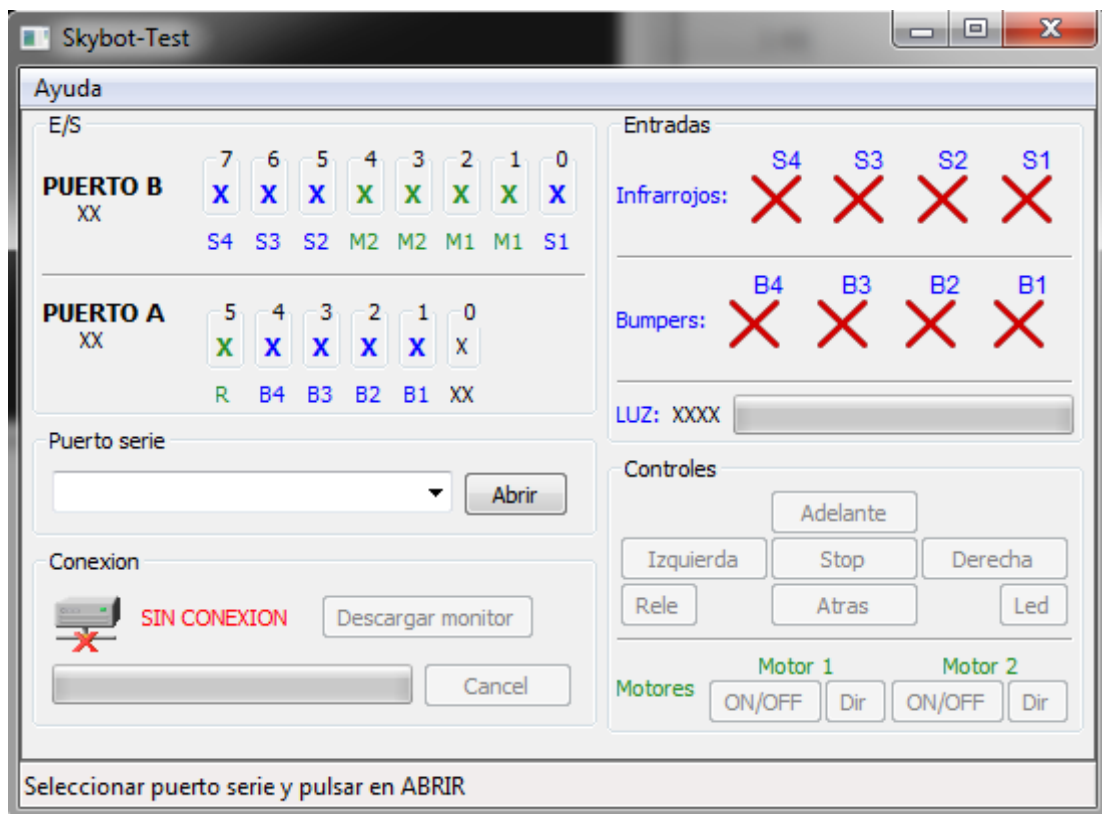 Skybot-Test
Ayuda
E/S
7 6 5 4 3 2 1 0
PUERTO B X X X X X X X X
XX
S4 S3 S2 M2 M2 M1 M1 S1
PUERTO A 5 4 3 2 1 0
XX X X X X X X
R B4 B3 B2 B1 XX
Puerto serie
Abrir
Conexion
SIN CONEXION Descargar monitor
Cancel
Entradas
S4 S3 S2 S1
Infrarrojos:
B4 B3 B2 B1
Bumpers:
LUZ: XXXX
Controles
Adelante
Izquierda Stop Derecha
Rele Atras Led
Motor 1 Motor 2
Motores ON/OFF Dir ON/OFF Dir
Seleccionar puerto serie y pulsar en ABRIR